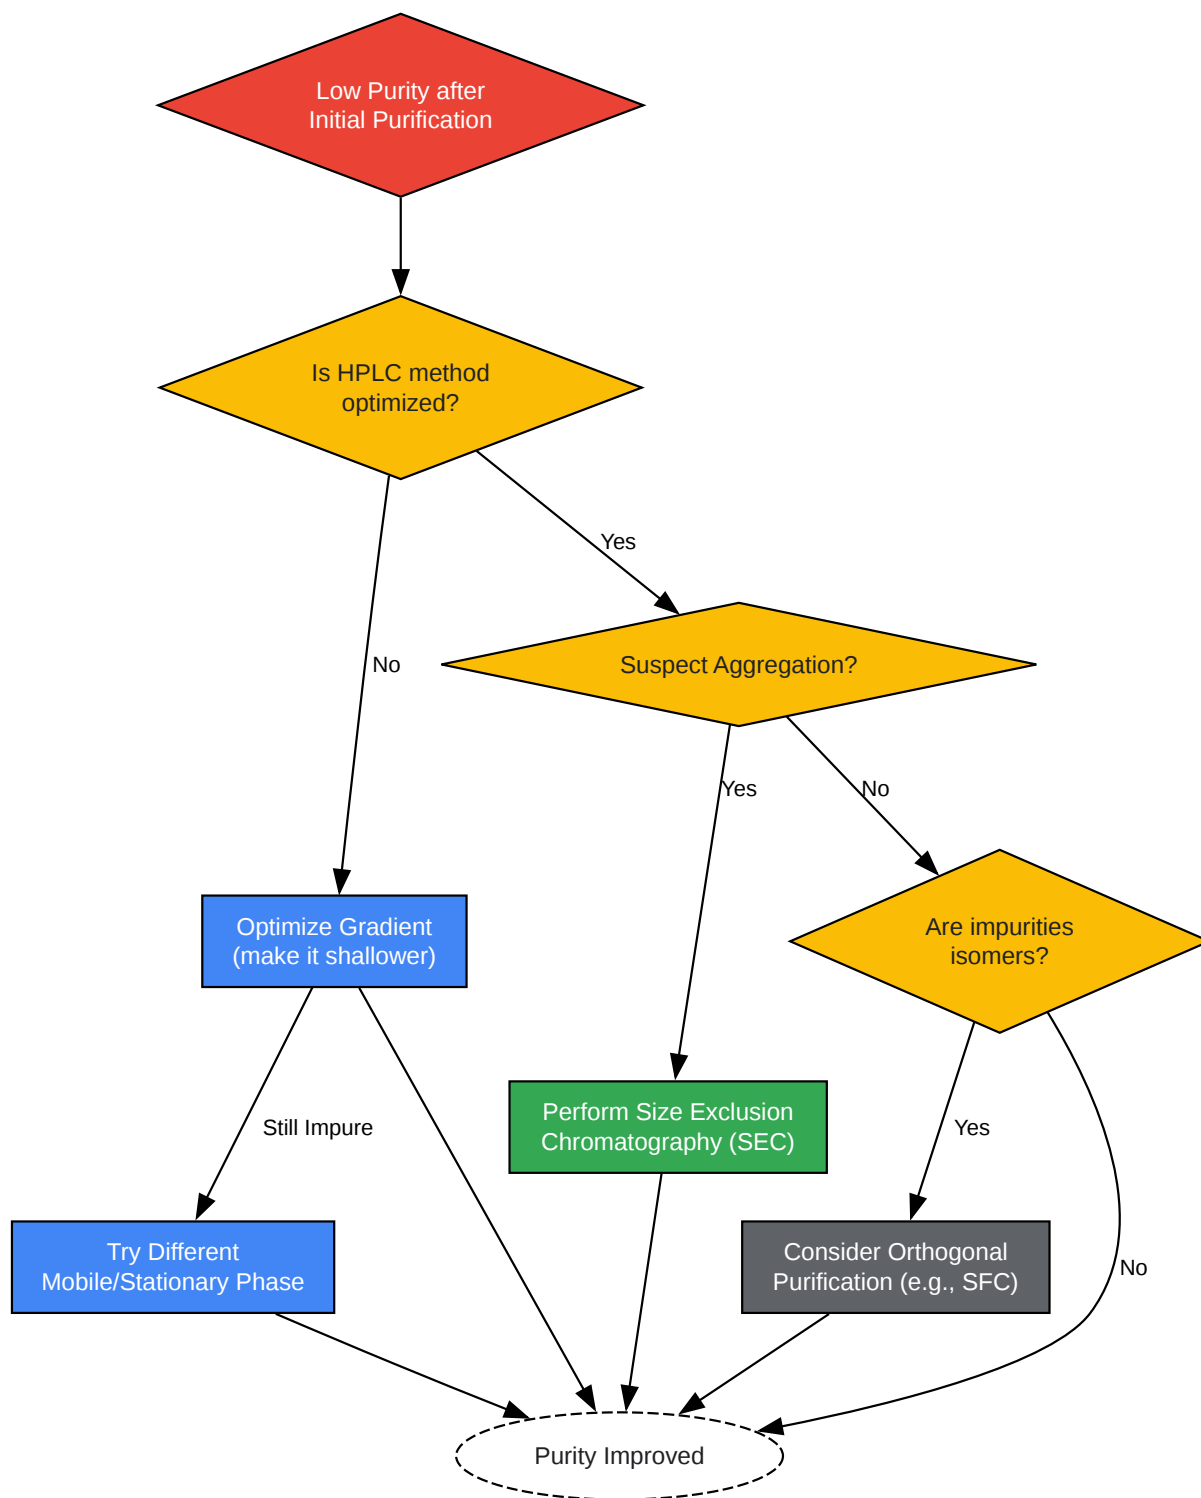 Low Purity after
Initial Purification
Is HPLC method
optimized?
Yes
No
Suspect Aggregation?
Yes
No
Optimize Gradient
(make it shallower)
Are impurities
isomers?
Still Impure
Perform Size Exclusion
Chromatography (SEC)
Yes
Try Different
Mobile/Stationary Phase
Consider Orthogonal
Purification (e.g., SFC)
No
Purity Improved